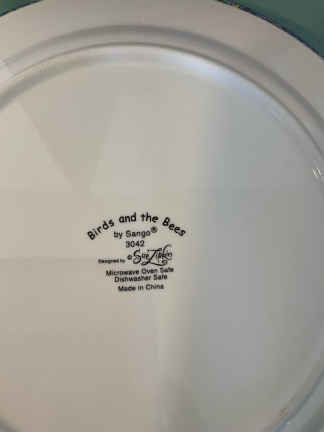 Birds and the Bees
by Sango®
3042
Designed by © Sue Zipkin
Microwave Oven Safe
Dishwasher Safe
Made in China